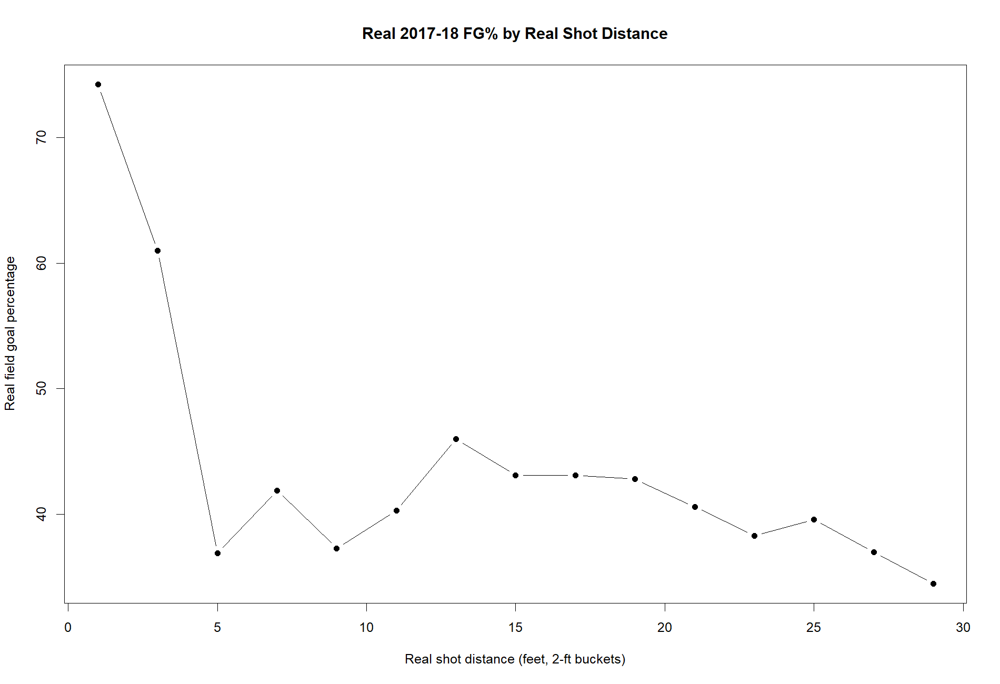 Real 2017-18 FG% by Real Shot Distance
Real field goal percentage
70
60
50
40
0 5 10 15 20 25 30
Real shot distance (feet, 2-ft buckets)